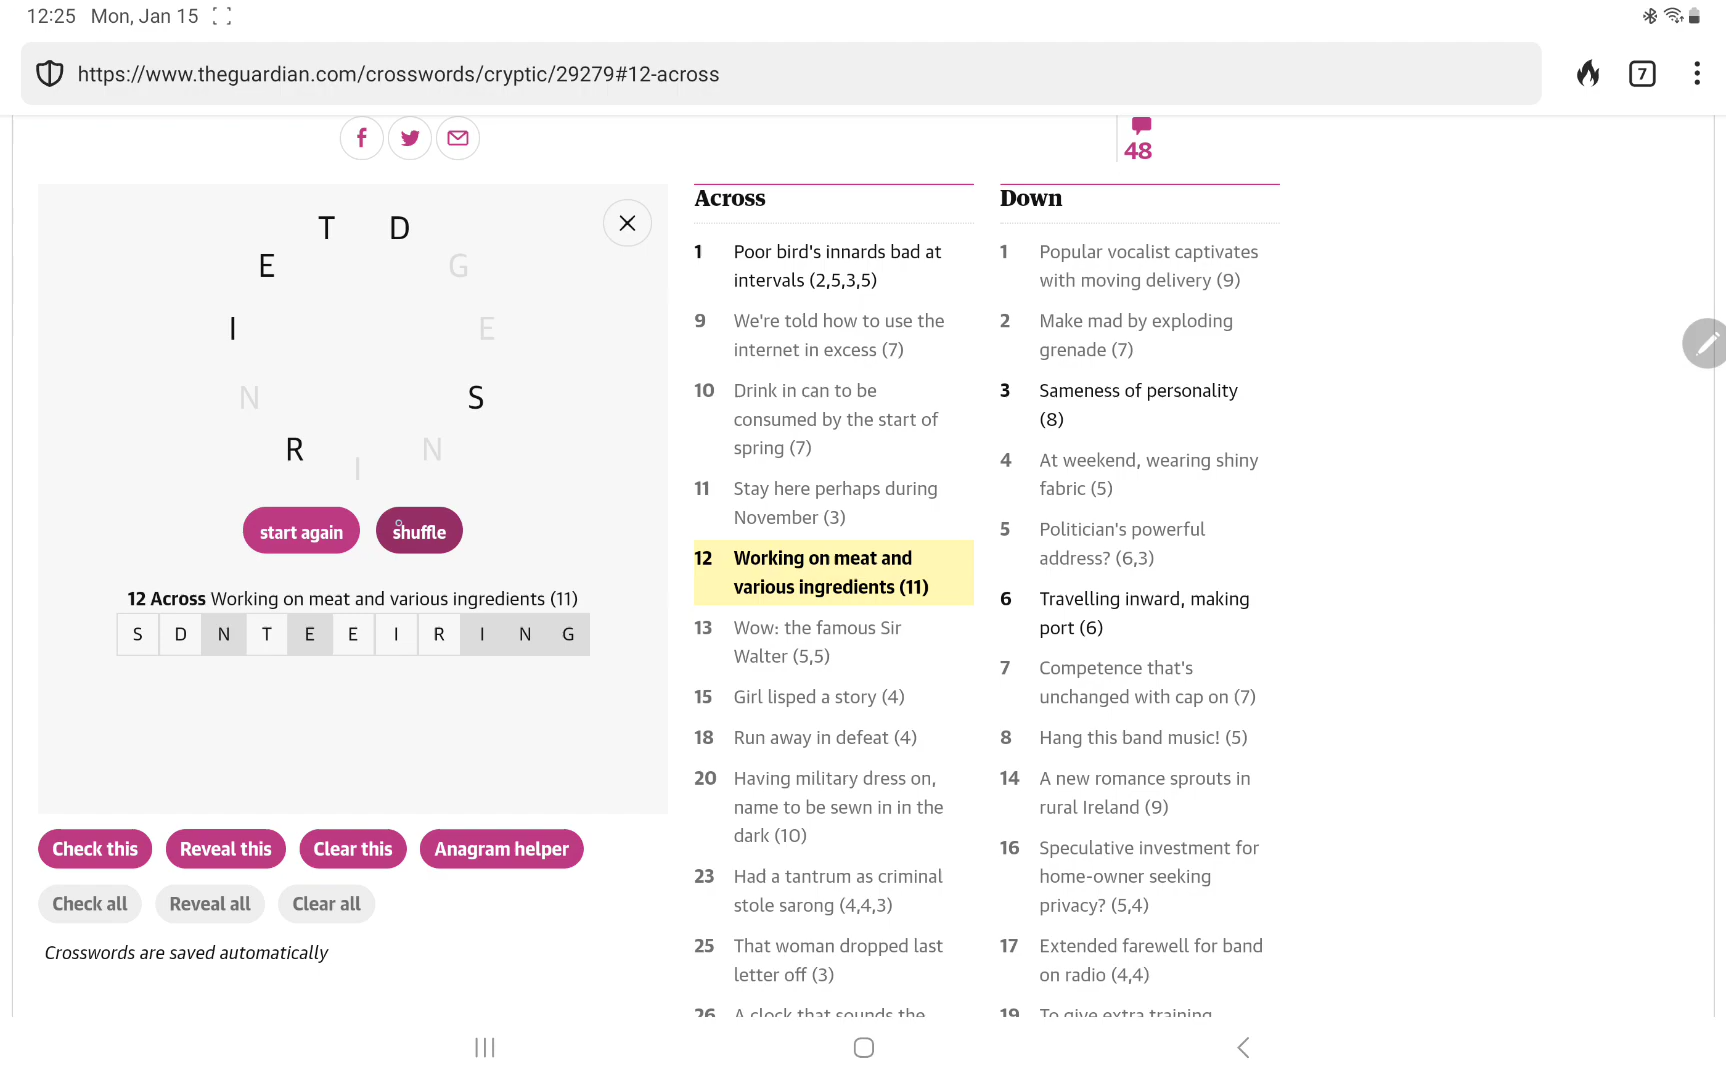 12:25 Mon, Jan 15
https://www.theguardian.com/crosswords/cryptic/29279#12-across
7
f
48
T D
E G
I E
N S
R I N
start again shuffle
12 Across Working on meat and various ingredients (11)
S D N T E E I R I N G
Check this Reveal this Clear this Anagram helper
Check all Reveal all Clear all
Crosswords are saved automatically
Across
1 Poor bird's innards bad at
intervals (2,5,3,5)
9 We're told how to use the
internet in excess (7)
10 Drink in can to be
consumed by the start of
spring (7)
11 Stay here perhaps during
November (3)
12 Working on meat and
various ingredients (11)
13 Wow: the famous Sir
Walter (5,5)
15 Girl lisped a story (4)
18 Run away in defeat (4)
20 Having military dress on,
name to be sewn in in the
dark (10)
23 Had a tantrum as criminal
stole sarong (4,4,3)
25 That woman dropped last
letter off (3)
26 A clock that sounds the
Down
1 Popular vocalist captivates
with moving delivery (9)
2 Make mad by exploding
grenade (7)
3 Sameness of personality
(8)
4 At weekend, wearing shiny
fabric (5)
5 Politician's powerful
address? (6,3)
6 Travelling inward, making
port (6)
7 Competence that's
unchanged with cap on (7)
8 Hang this band music! (5)
14 A new romance sprouts in
rural Ireland (9)
16 Speculative investment for
home-owner seeking
privacy? (5,4)
17 Extended farewell for band
on radio (4,4)
19 To give extra training